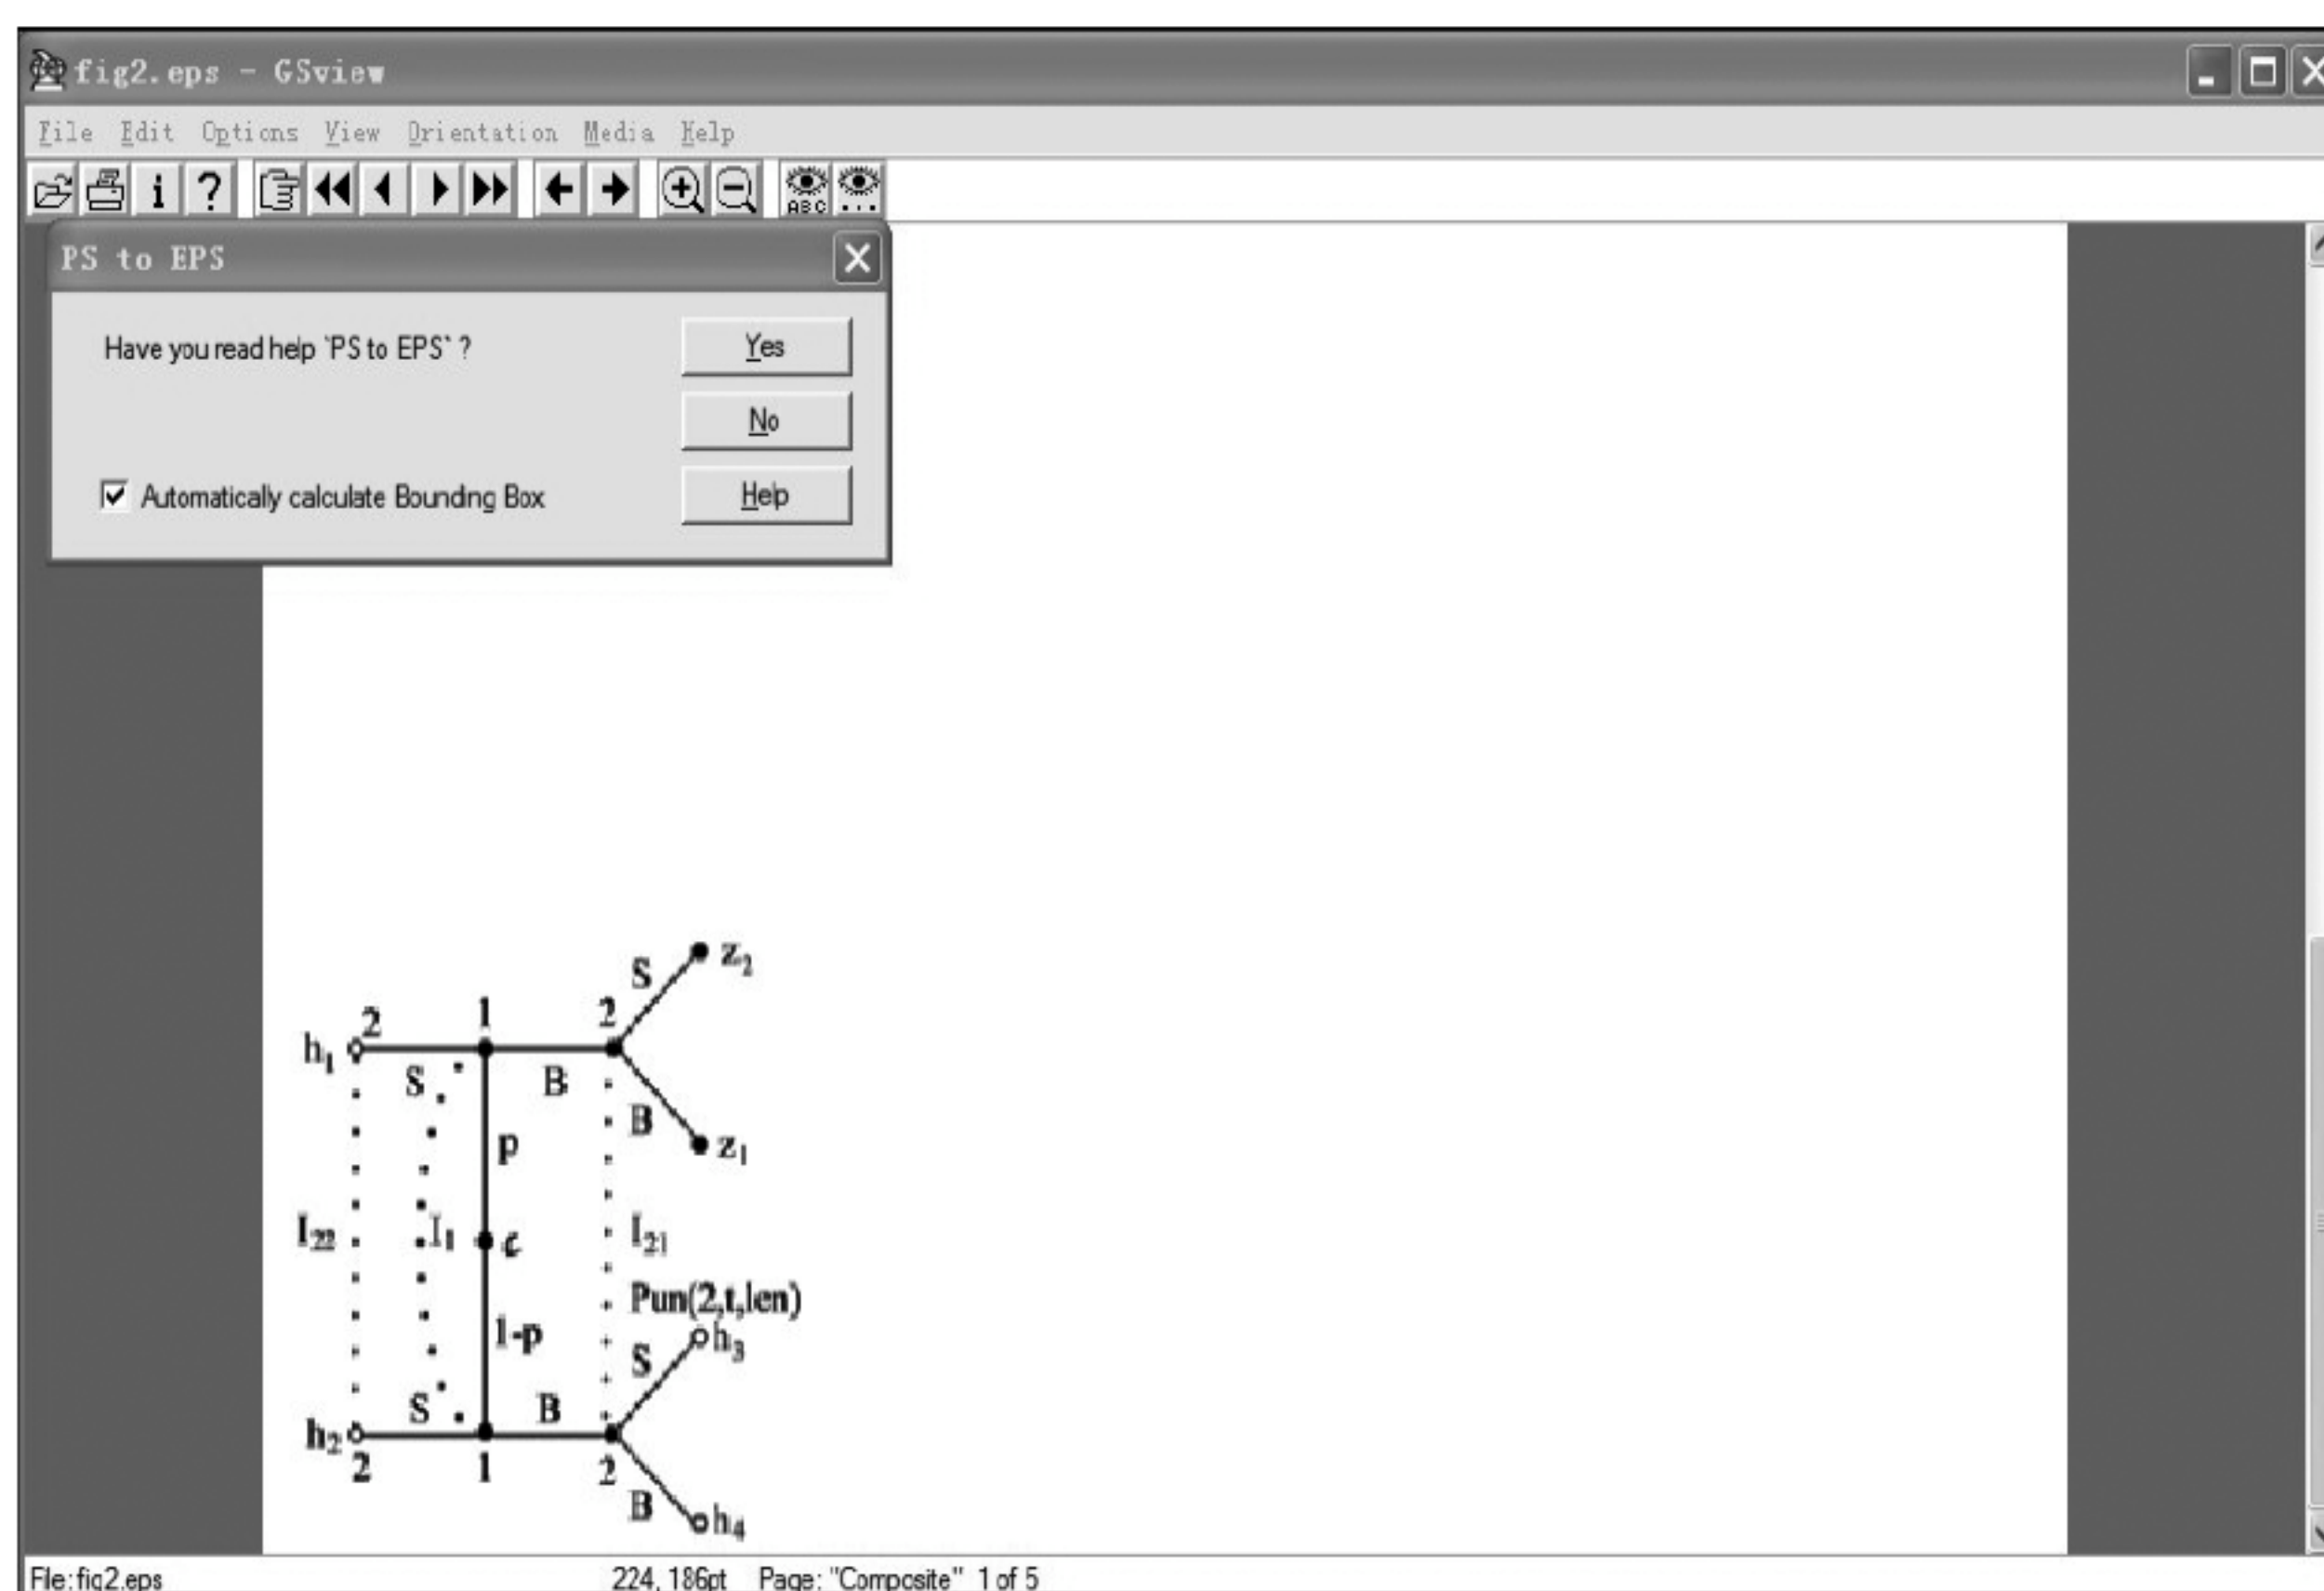 fig2.eps - GSview
File Edit Options View Orientation Media Help
i ? ABC
PS to EPS
Have you read help `PS to EPS` ?
Yes
No
Automatically calculate Bounding Box
Help
S z₂
2 1 2
h₁
S B
B
p z₁
I₂₂ I₁ c I₂₁
Pun(2,t,len)
1-p h₃
S
S B
h₂
2 1 2
B h₄
File: fig2.eps 224, 186pt Page: "Composite" 1 of 5